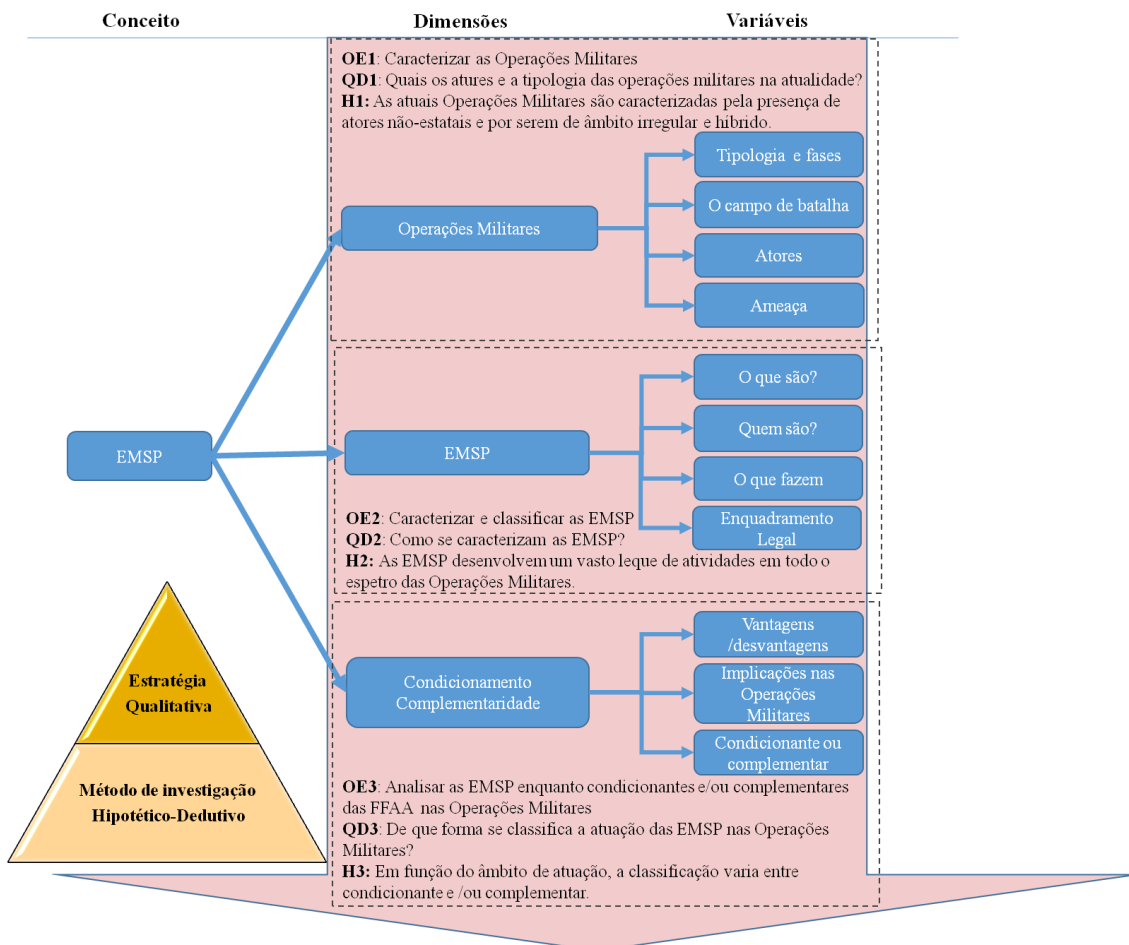 Conceito
Dimensões
Variáveis
OE1: Caracterizar as Operações Militares
QD1: Quais os atures e a tipologia das operações militares na atualidade?
H1: As atuais Operações Militares são caracterizadas pela presença de
atores não-estatais e por serem de âmbito irregular e hibrido.
Operações Militares
Tipologia e fases
O campo de batalha
Atores
Ameaça
EMSP
EMSP
O que são?
Quem são?
O que fazem
Enquadramento
Legal
OE2: Caracterizar e classificar as EMSP
QD2: Como se caracterizam as EMSP?
H2: As EMSP desenvolvem um vasto leque de atividades em todo o
espetro das Operações Militares.
Condicionamento
Complementaridade
Vantagens
/desvantagens
Implicações nas
Operações
Militares
Condicionante ou
complementar
OE3: Analisar as EMSP enquanto condicionantes e/ou complementares
das FFAA nas Operações Militares
QD3: De que forma se classifica a atuação das EMSP nas Operações
Militares?
H3: Em função do âmbito de atuação, a classificação varia entre
condicionante e /ou complementar.
Estratégia
Qualitativa
Método de investigação
Hipotético-Dedutivo